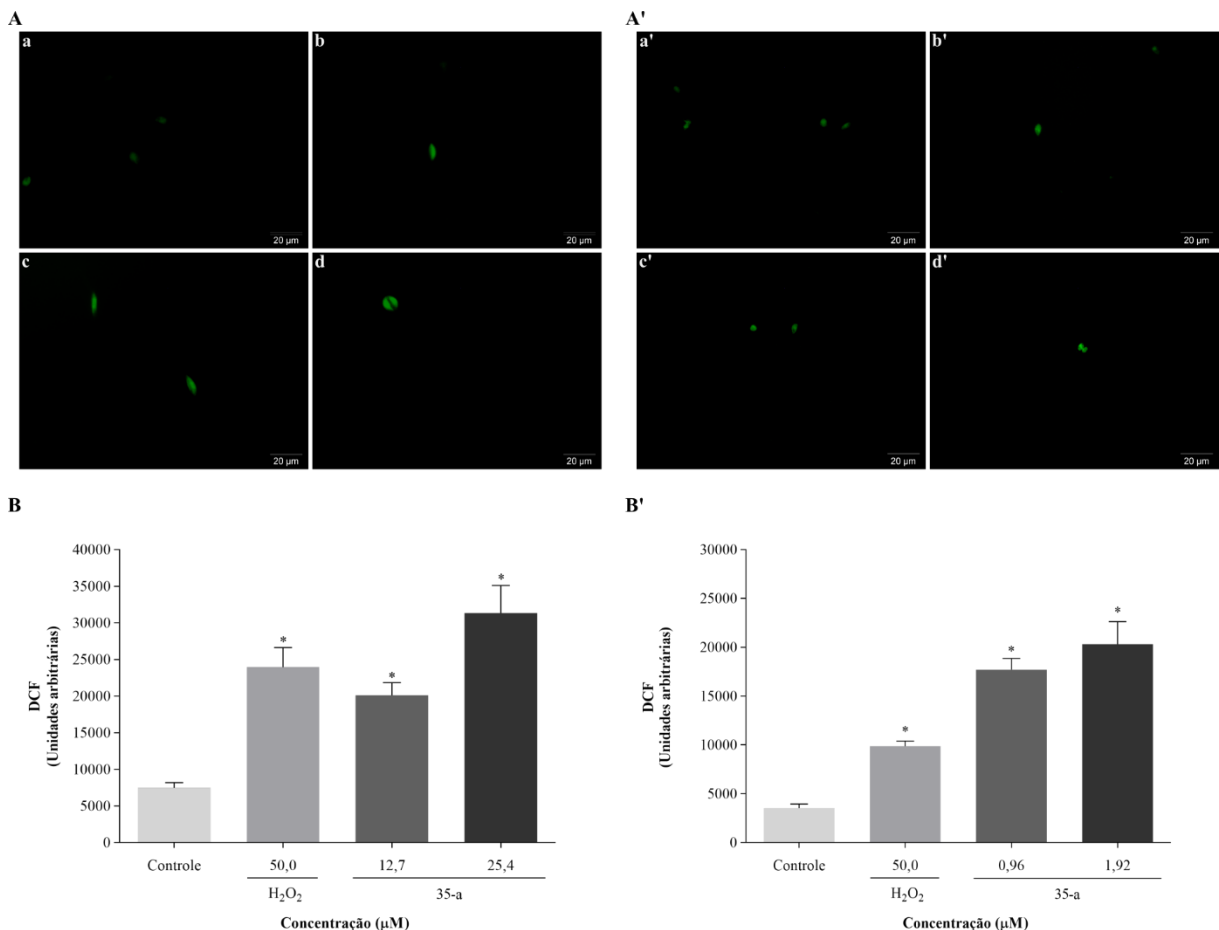 A
A'
a
b
a'
b'
20 µm
20 µm
20 µm
20 µm
c
d
c'
d'
20 µm
20 µm
20 µm
20 µm
B
DCF
(Unidades arbitrárias)
40000
35000
30000
25000
20000
15000
10000
5000
0
*
*
*
Controle
50,0
12,7
25,4
H₂O₂
35-a
Concentração (µM)
B'
DCF
(Unidades arbitrárias)
30000
25000
20000
15000
10000
5000
0
*
*
*
Controle
50,0
0,96
1,92
H₂O₂
35-a
Concentração (µM)